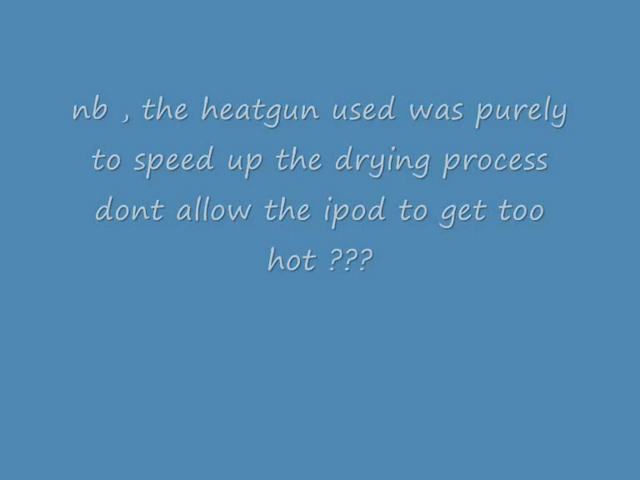 nb , the heatgun used was purely
to speed up the drying process
dont allow the ipod to get too
hot ???